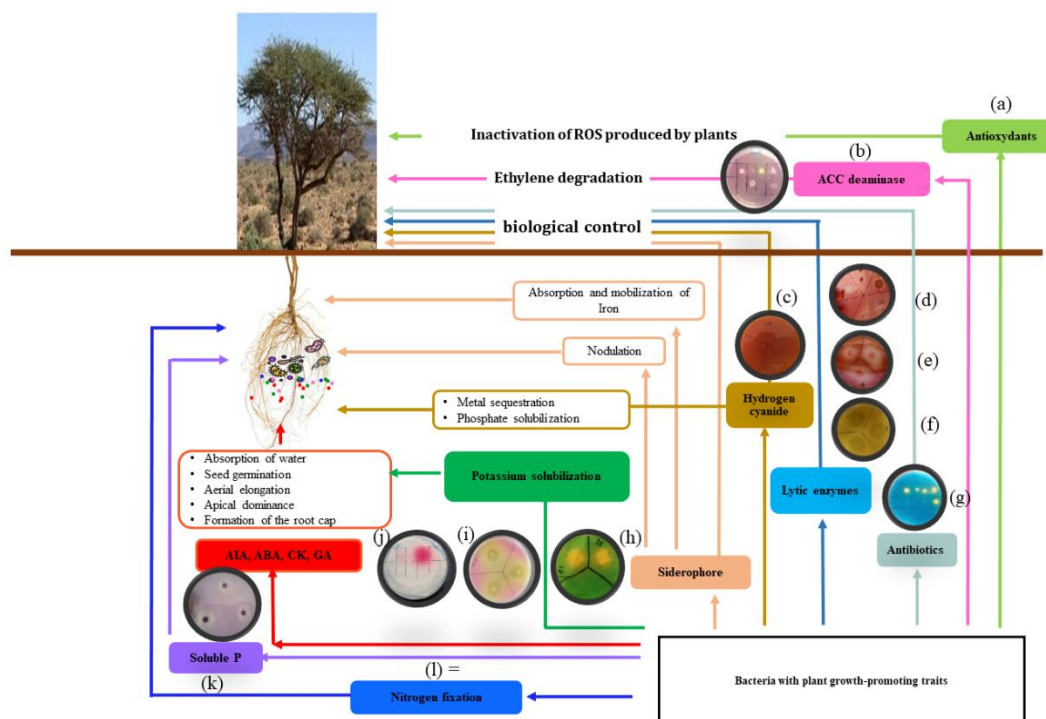 (a)
Inactivation of ROS produced by plants
Antioxydants
(b)
Ethylene degradation
ACC deaminase
biological control
Absorption and mobilization of
Iron
(c)
(d)
Nodulation
(e)
• Metal sequestration
• Phosphate solubilization
Hydrogen
cyanide
(f)
• Absorption of water
• Seed germination
• Aerial elongation
• Apical dominance
• Formation of the root cap
Potassium solubilization
Lytic enzymes
(g)
(j)
(i)
(h)
AIA, ABA, CK, GA
Siderophore
Antibiotics
Soluble P
(k)
(l) =
Nitrogen fixation
Bacteria with plant growth-promoting traits